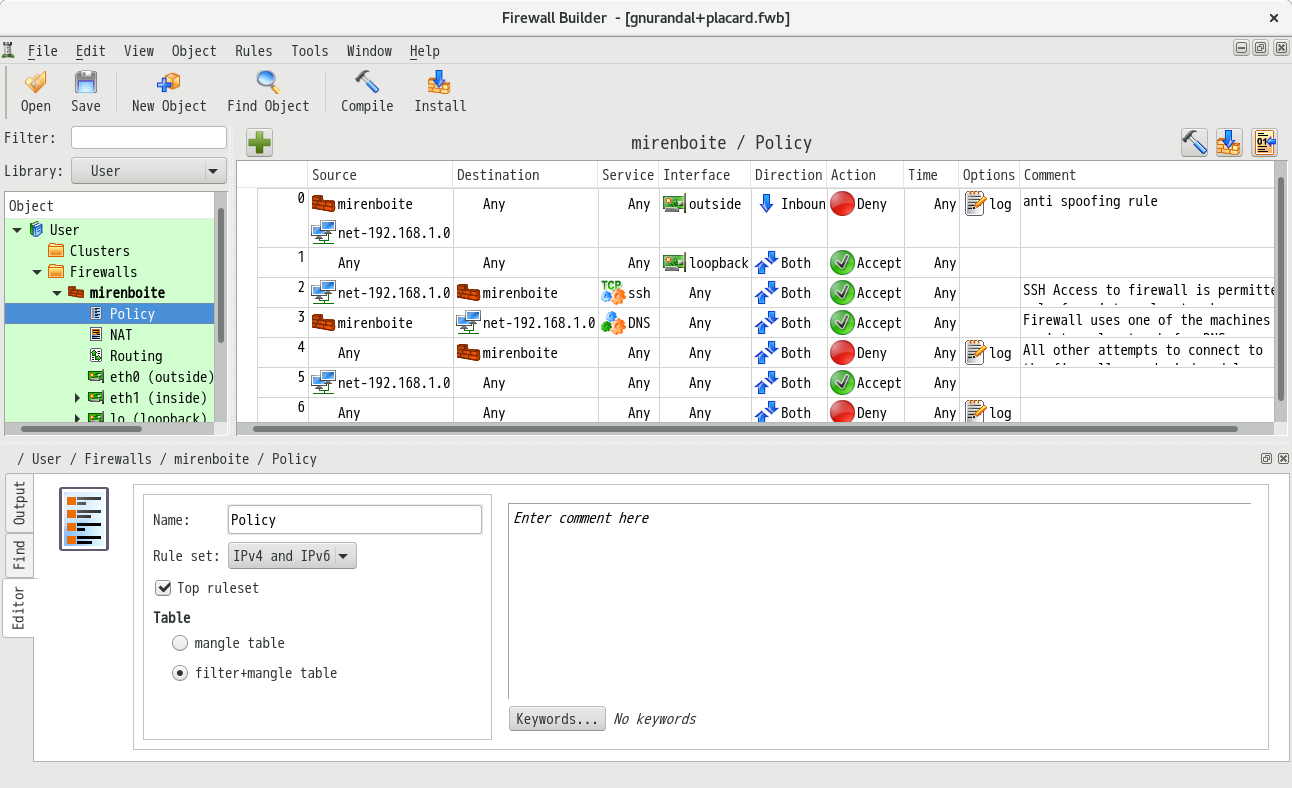 Firewall Builder - [gnurandal+placard.fwb]
File Edit View Object Rules Tools Window Help
Open Save New Object Find Object Compile Install
Filter:
Library: User
mirenboite / Policy
Object
User
Clusters
Firewalls
mirenboite
Policy
NAT
Routing
eth0 (outside)
eth1 (inside)
lo (loopback)
Source Destination Service Interface Direction Action Time Options Comment
0 mirenboite Any Any outside Inboun Deny Any log anti spoofing rule
net-192.168.1.0
1 Any Any Any loopback Both Accept Any
2 net-192.168.1.0 mirenboite TCP ssh Any Both Accept Any SSH Access to firewall is permitte
3 mirenboite net-192.168.1.0 DNS Any Both Accept Any Firewall uses one of the machines
4 Any mirenboite Any Any Both Deny Any log All other attempts to connect to
5 net-192.168.1.0 Any Any Any Both Accept Any
6 Any Any Any Any Both Deny Any log
/ User / Firewalls / mirenboite / Policy
Output
Find
Editor
Name: Policy
Rule set: IPv4 and IPv6
Top ruleset
Table
mangle table
filter+mangle table
Enter comment here
Keywords... No keywords